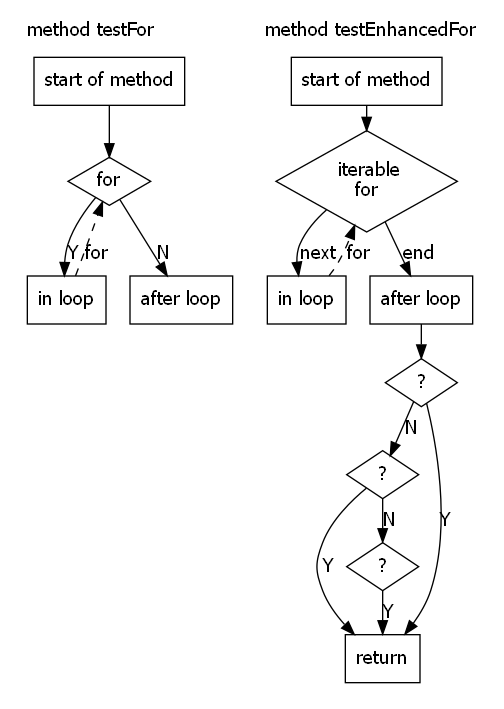 method testFor
start of method
for
Y
for
N
in loop
after loop
method testEnhancedFor
start of method
iterable
for
next
for
end
in loop
after loop
?
N
?
Y
N
Y
?
Y
return